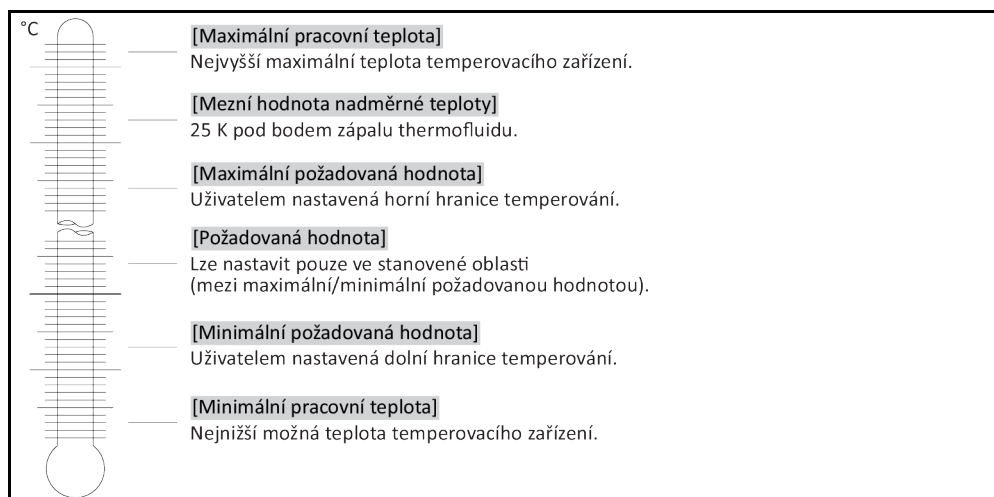 °C
[Maximální pracovní teplota]
Nejvyšší maximální teplota temperovacího zařízení.
[Mezní hodnota nadměrné teploty]
25 K pod bodem zápalu thermofluidu.
[Maximální požadovaná hodnota]
Uživatelem nastavená horní hranice temperování.
[Požadovaná hodnota]
Lze nastavit pouze ve stanovené oblasti
(mezi maximální/minimální požadovanou hodnotou).
[Minimální požadovaná hodnota]
Uživatelem nastavená dolní hranice temperování.
[Minimální pracovní teplota]
Nejnižší možná teplota temperovacího zařízení.